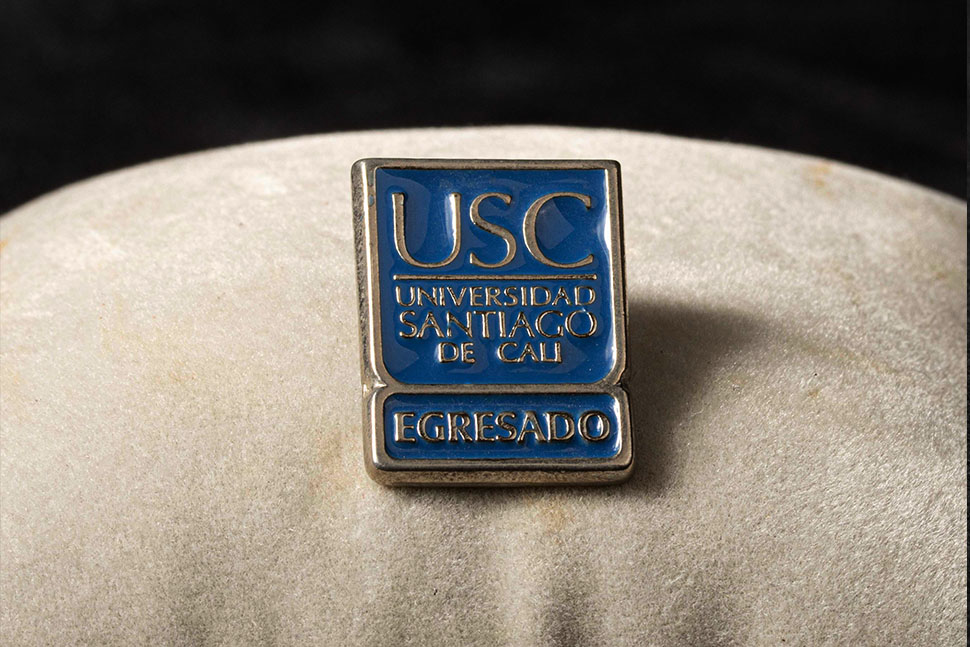 USC
UNIVERSIDAD
SANTIAGO
DE CALI
EGRESADO